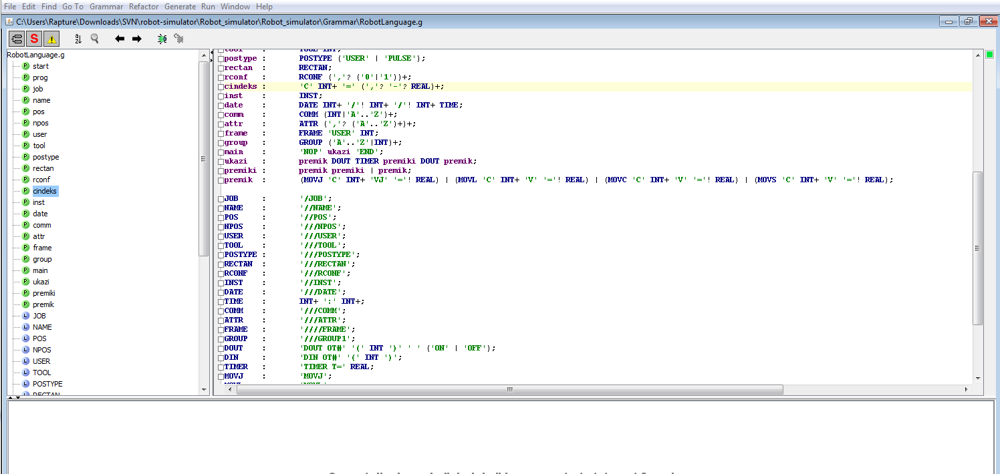 File Edit Find Go To Grammar Refactor Generate Run Window Help
C:\Users\Rapture\Downloads\SVN\robot-simulator\Robot_simulator\Robot_simulator\Grammar\RobotLanguage.g
RobotLanguage.g
start
prog
job
name
pos
npos
user
tool
postype
rectan
rconf
cindeks
inst
date
comm
attr
frame
group
main
ukazi
premiki
premik
JOB
NAME
POS
NPOS
USER
TOOL
POSTYPE
RECTAN
tool : TOOL INT;
postype : POSTYPE ('USER' | 'PULSE');
rectan : RECTAN;
rconf : RCONF (','? ('0'|'1'))+;
cindeks : 'C' INT+ '=' (','? '-'? REAL)+;
inst : INST;
date : DATE INT+ '/'! INT+ '/'! INT+ TIME;
comm : COMM (INT|'A'..'Z')+;
attr : ATTR (','? ('A'..'Z')+)+;
frame : FRAME 'USER' INT;
group : GROUP ('A'..'Z'|INT)+;
main : 'NOP' ukazi 'END';
ukazi : premik DOUT TIMER premiki DOUT premik;
premiki : premik premiki | premik;
premik : (MOVJ 'C' INT+ 'VJ' '='! REAL) | (MOVL 'C' INT+ 'V' '='! REAL) | (MOVC 'C' INT+ 'V' '='! REAL) | (MOVS 'C' INT+ 'V' '='! REAL);
JOB : '/JOB';
NAME : '//NAME';
POS : '//POS';
NPOS : '///NPOS';
USER : '///USER';
TOOL : '///TOOL';
POSTYPE : '///POSTYPE';
RECTAN : '///RECTAN';
RCONF : '///RCONF';
INST : '//INST';
DATE : '///DATE';
TIME : INT+ ':' INT+;
COMM : '///COMM';
ATTR : '///ATTR';
FRAME : '////FRAME';
GROUP : '///GROUP1';
DOUT : 'DOUT OT#' '(' INT ')' ' ' ('ON' | 'OFF');
DIN : 'DIN OT#' '(' INT ')';
TIMER : 'TIMER T=' REAL;
MOVJ : 'MOVJ';